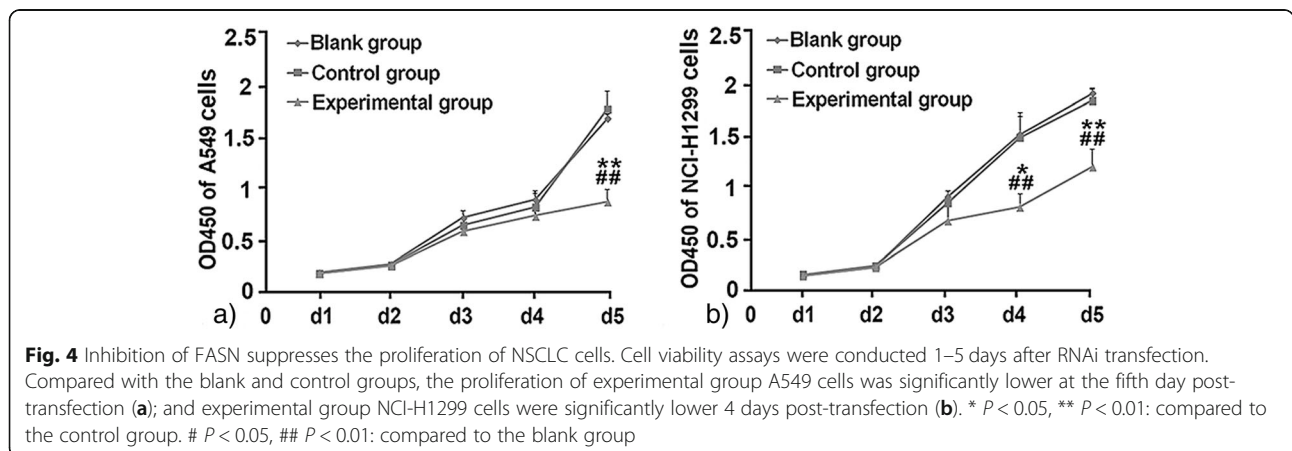 2.5
2
1.5
1
0.5
0
OD450 of A549 cells
Blank group
Control group
Experimental group
**
##
a) 0 d1 d2 d3 d4 d5
2.5
2
1.5
1
0.5
0
OD450 of NCI-H1299 cells
Blank group
Control group
Experimental group
*
##
**
##
b) 0 d1 d2 d3 d4 d5
Fig. 4 Inhibition of FASN suppresses the proliferation of NSCLC cells. Cell viability assays were conducted 1–5 days after RNAi transfection.
Compared with the blank and control groups, the proliferation of experimental group A549 cells was significantly lower at the fifth day post-
transfection (a); and experimental group NCI-H1299 cells were significantly lower 4 days post-transfection (b). * P < 0.05, ** P < 0.01: compared to
the control group. # P < 0.05, ## P < 0.01: compared to the blank group